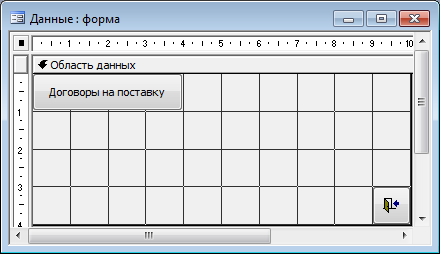 Данные : форма
1 2 3 4 5 6 7 8 9 10
Область данных
Договоры на поставку
1
2
3
4